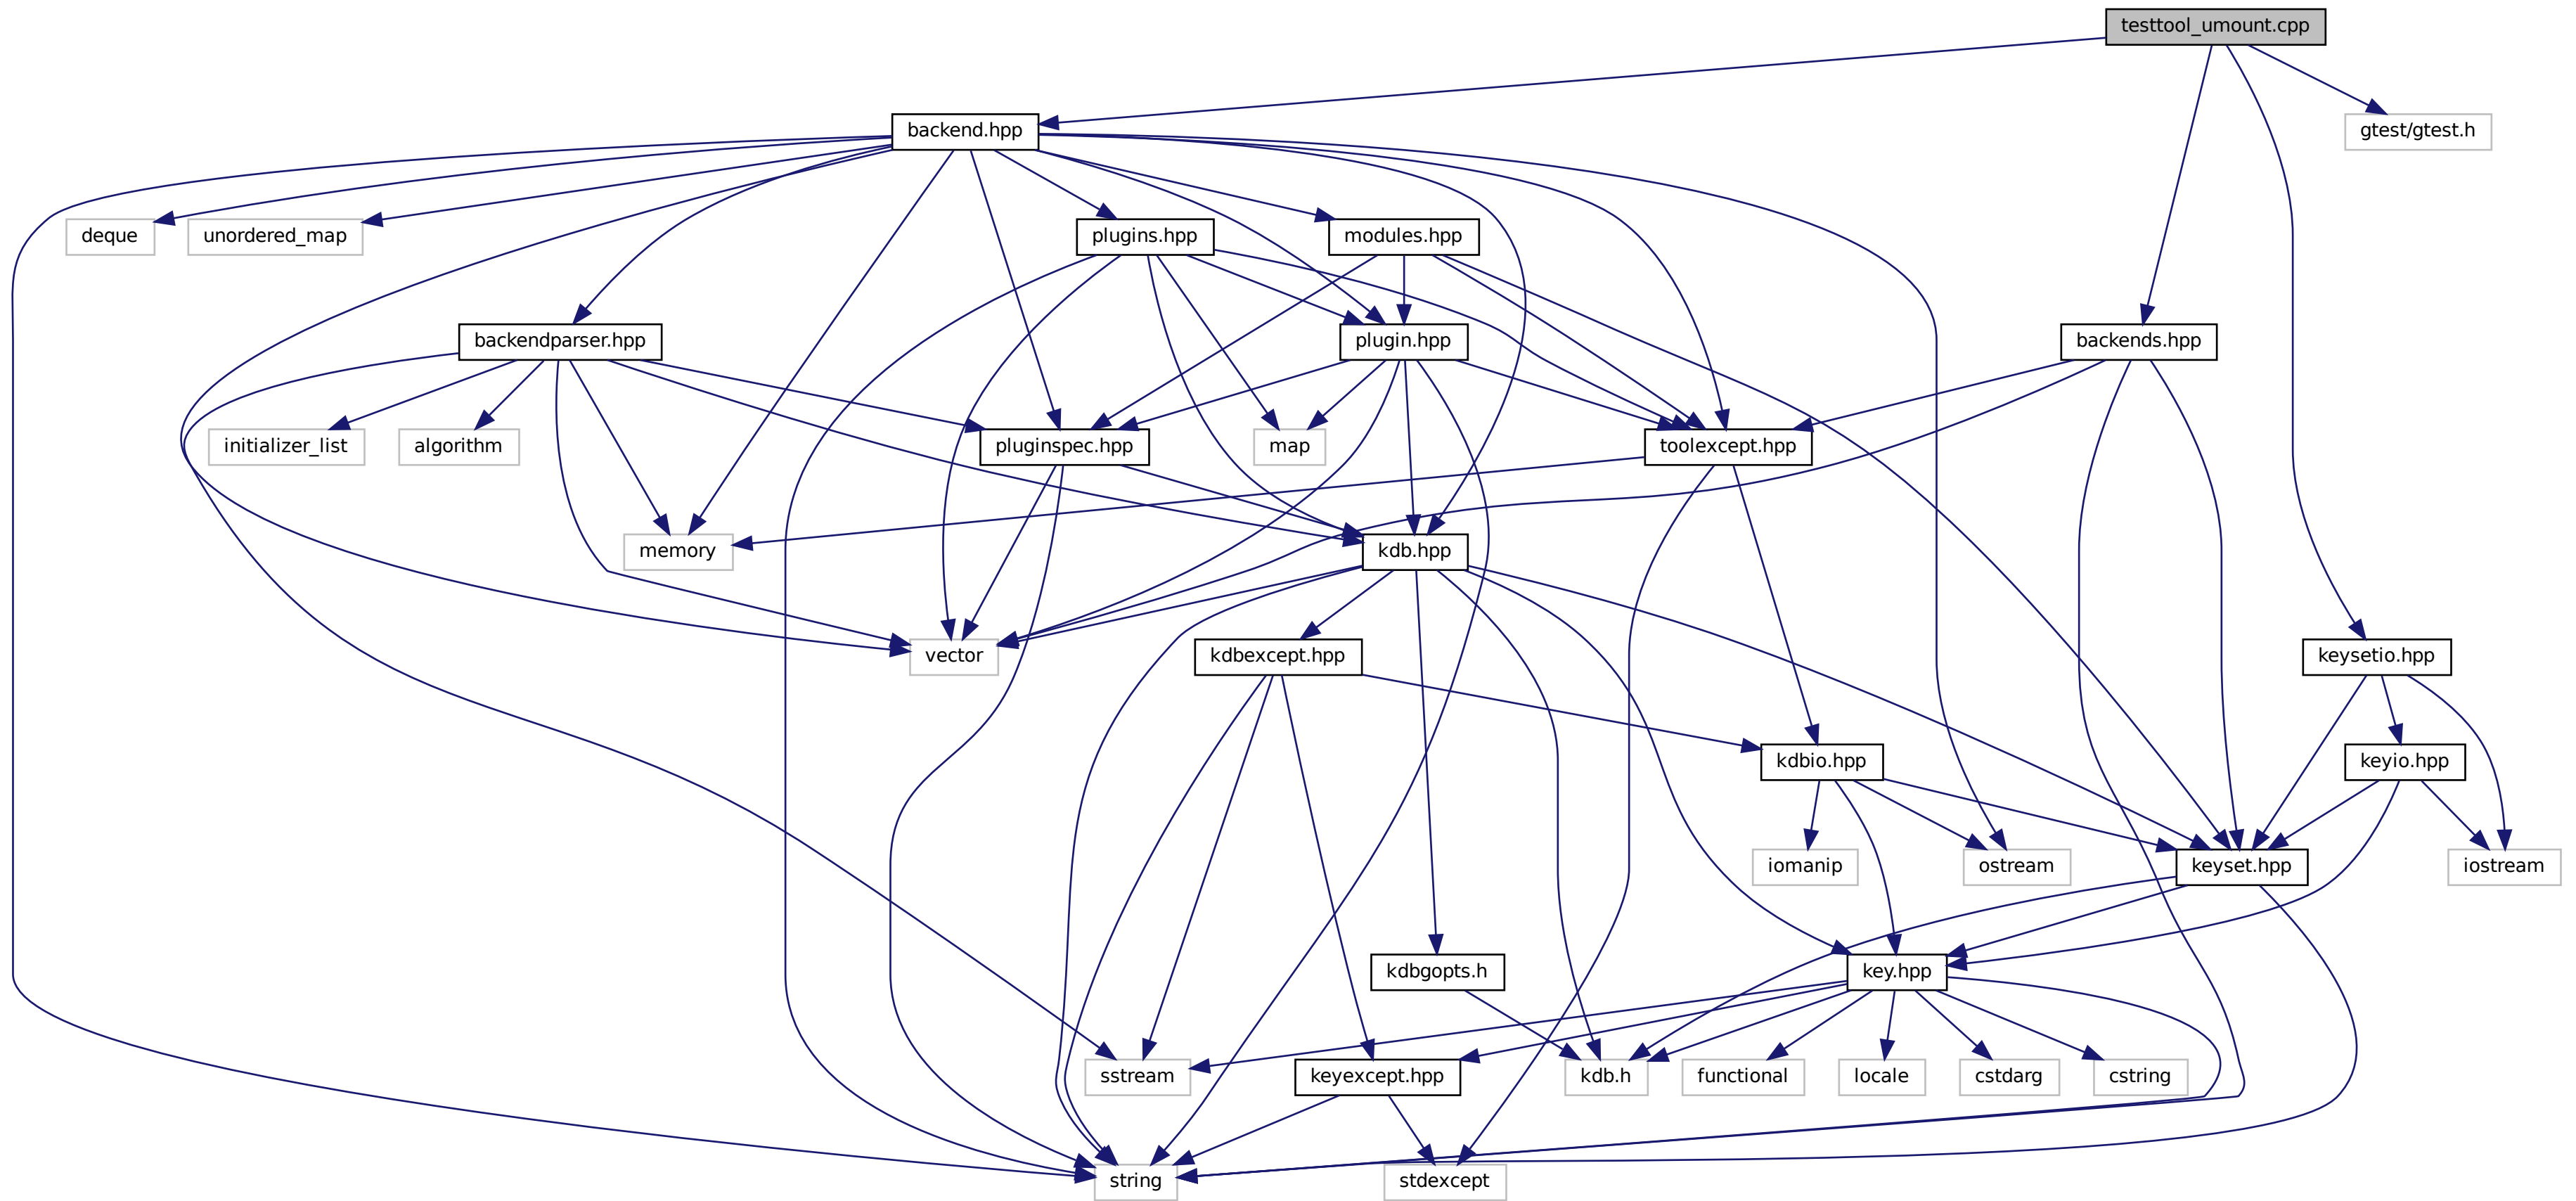 testtool_umount.cpp
backend.hpp
gtest/gtest.h
deque
unordered_map
plugins.hpp
modules.hpp
backendparser.hpp
plugin.hpp
backends.hpp
initializer_list
algorithm
pluginspec.hpp
map
toolexcept.hpp
memory
kdb.hpp
vector
kdbexcept.hpp
keysetio.hpp
kdbio.hpp
keyio.hpp
iomanip
ostream
keyset.hpp
iostream
kdbgopts.h
key.hpp
sstream
keyexcept.hpp
kdb.h
functional
locale
cstdarg
cstring
string
stdexcept